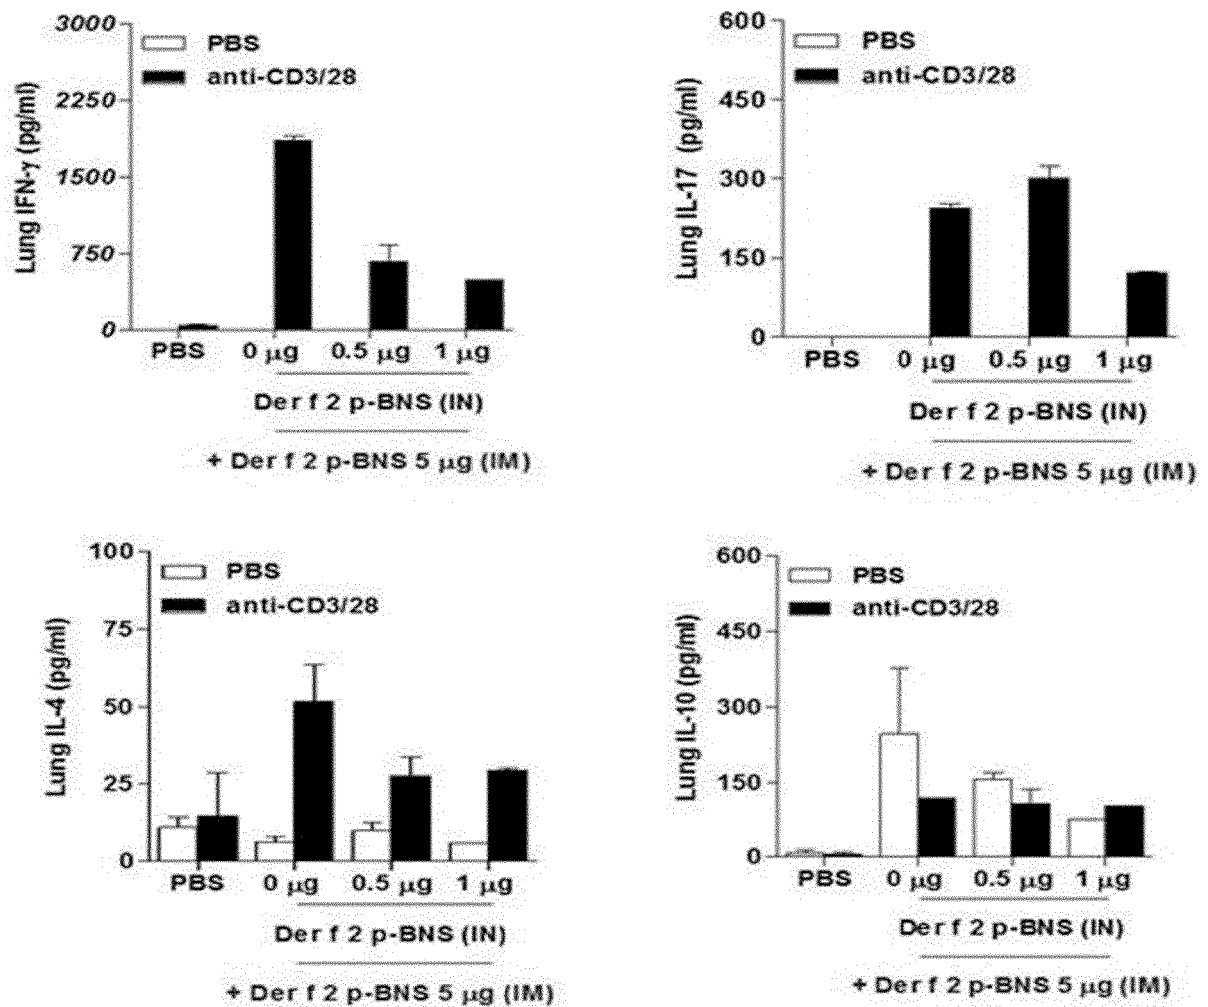 3000
2250
1500
750
0
Lung IFN-γ (pg/ml)
PBS
anti-CD3/28
PBS 0 μg 0.5 μg 1 μg
Der f 2 p-BNS (IN)
+ Der f 2 p-BNS 5 μg (IM)
600
450
300
150
0
Lung IL-17 (pg/ml)
PBS
anti-CD3/28
PBS 0 μg 0.5 μg 1 μg
Der f 2 p-BNS (IN)
+ Der f 2 p-BNS 5 μg (IM)
100
75
50
25
0
Lung IL-4 (pg/ml)
PBS
anti-CD3/28
PBS 0 μg 0.5 μg 1 μg
Der f 2 p-BNS (IN)
+ Der f 2 p-BNS 5 μg (IM)
600
450
300
150
0
Lung IL-10 (pg/ml)
PBS
anti-CD3/28
PBS 0 μg 0.5 μg 1 μg
Der f 2 p-BNS (IN)
+ Der f 2 p-BNS 5 μg (IM)